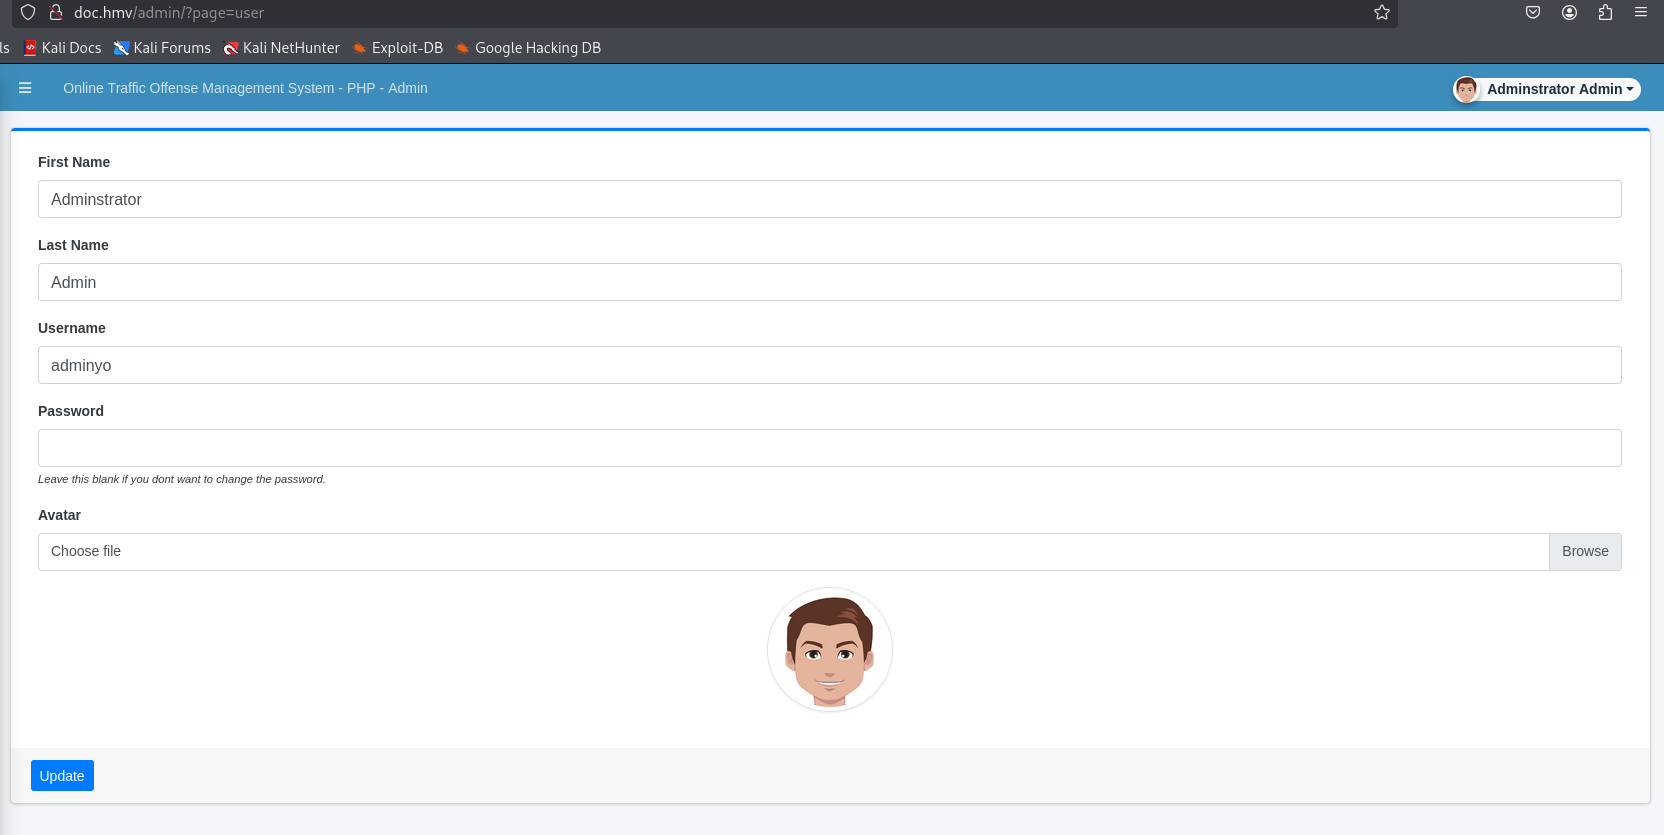 doc.hmv/admin/?page=user
ls Kali Docs Kali Forums Kali NetHunter Exploit-DB Google Hacking DB
Online Traffic Offense Management System - PHP - Admin
Adminstrator Admin
First Name
Adminstrator
Last Name
Admin
Username
adminyo
Password
Leave this blank if you dont want to change the password.
Avatar
Choose file
Browse
Update